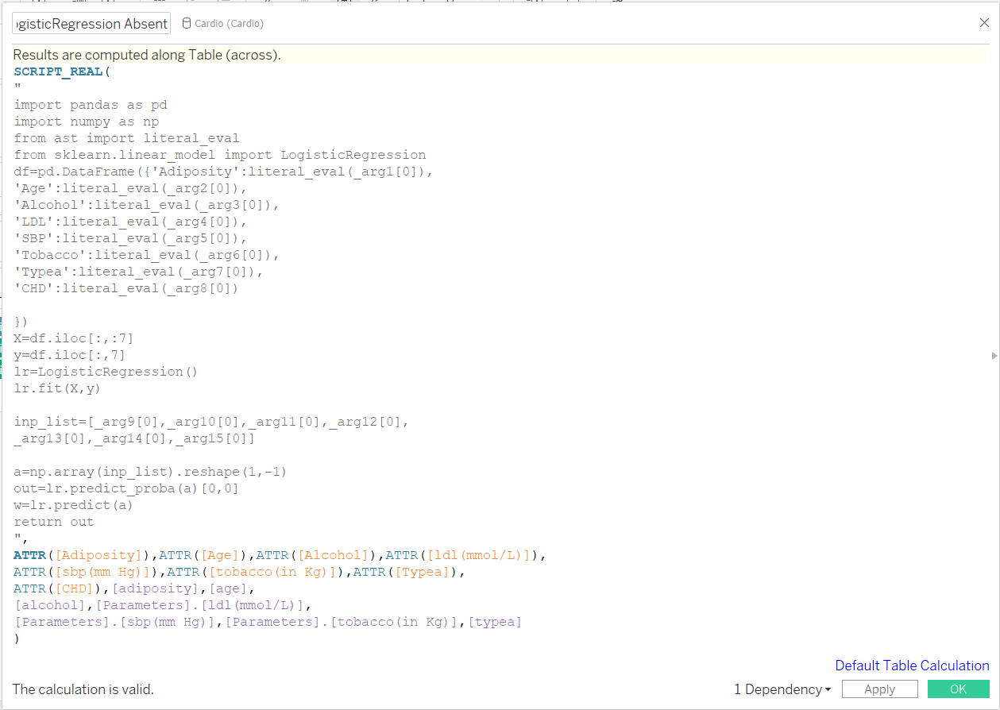 ogisticRegression Absent
Cardio (Cardio)
Results are computed along Table (across).
SCRIPT_REAL(
"
import pandas as pd
import numpy as np
from ast import literal_eval
from sklearn.linear_model import LogisticRegression
df=pd.DataFrame({'Adiposity':literal_eval(_arg1[0]),
'Age':literal_eval(_arg2[0]),
'Alcohol':literal_eval(_arg3[0]),
'LDL':literal_eval(_arg4[0]),
'SBP':literal_eval(_arg5[0]),
'Tobacco':literal_eval(_arg6[0]),
'Typea':literal_eval(_arg7[0]),
'CHD':literal_eval(_arg8[0])
})
X=df.iloc[:,:7]
y=df.iloc[:,7]
lr=LogisticRegression()
lr.fit(X,y)
inp_list=[_arg9[0],_arg10[0],_arg11[0],_arg12[0],
_arg13[0],_arg14[0],_arg15[0]]
a=np.array(inp_list).reshape(1,-1)
out=lr.predict_proba(a)[0,0]
w=lr.predict(a)
return out
",
ATTR([Adiposity]),ATTR([Age]),ATTR([Alcohol]),ATTR([ldl(mmol/L)]),
ATTR([sbp(mm Hg)]),ATTR([tobacco(in Kg)]),ATTR([Typea]),
ATTR([CHD]),[adiposity],[age],
[alcohol],[Parameters].[ldl(mmol/L)],
[Parameters].[sbp(mm Hg)],[Parameters].[tobacco(in Kg)],[typea]
)
Default Table Calculation
The calculation is valid.
1 Dependency
Apply
OK